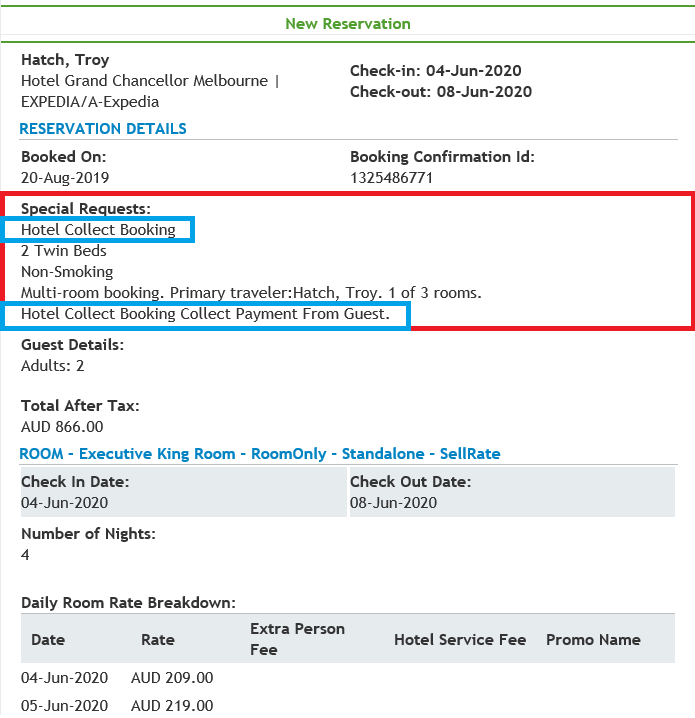 New Reservation
Hatch, Troy
Hotel Grand Chancellor Melbourne |
EXPEDIA/A-Expedia
Check-in: 04-Jun-2020
Check-out: 08-Jun-2020
RESERVATION DETAILS
Booked On:
20-Aug-2019
Booking Confirmation Id:
1325486771
Special Requests:
Hotel Collect Booking
2 Twin Beds
Non-Smoking
Multi-room booking. Primary traveler:Hatch, Troy. 1 of 3 rooms.
Hotel Collect Booking Collect Payment From Guest.
Guest Details:
Adults: 2
Total After Tax:
AUD 866.00
ROOM - Executive King Room - RoomOnly - Standalone - SellRate
Check In Date:
04-Jun-2020
Check Out Date:
08-Jun-2020
Number of Nights:
4
Daily Room Rate Breakdown:
Date Rate Extra Person Fee Hotel Service Fee Promo Name
04-Jun-2020 AUD 209.00
05-Jun-2020 AUD 219.00